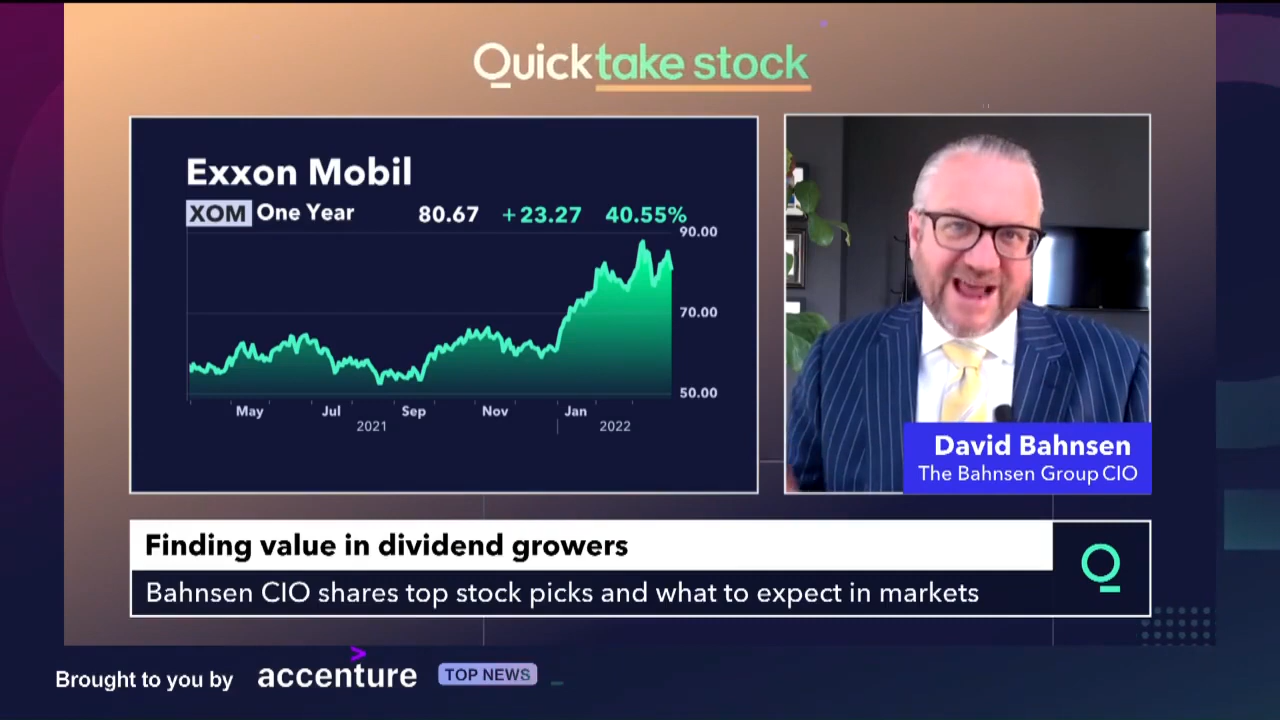 Quicktake stock
Exxon Mobil
XOM One Year 80.67 +23.27 40.55%
90.00
70.00
50.00
May Jul Sep Nov Jan
2021 2022
David Bahnsen
The Bahnsen Group CIO
Finding value in dividend growers
Bahnsen CIO shares top stock picks and what to expect in markets
Brought to you by accenture TOP NEWS